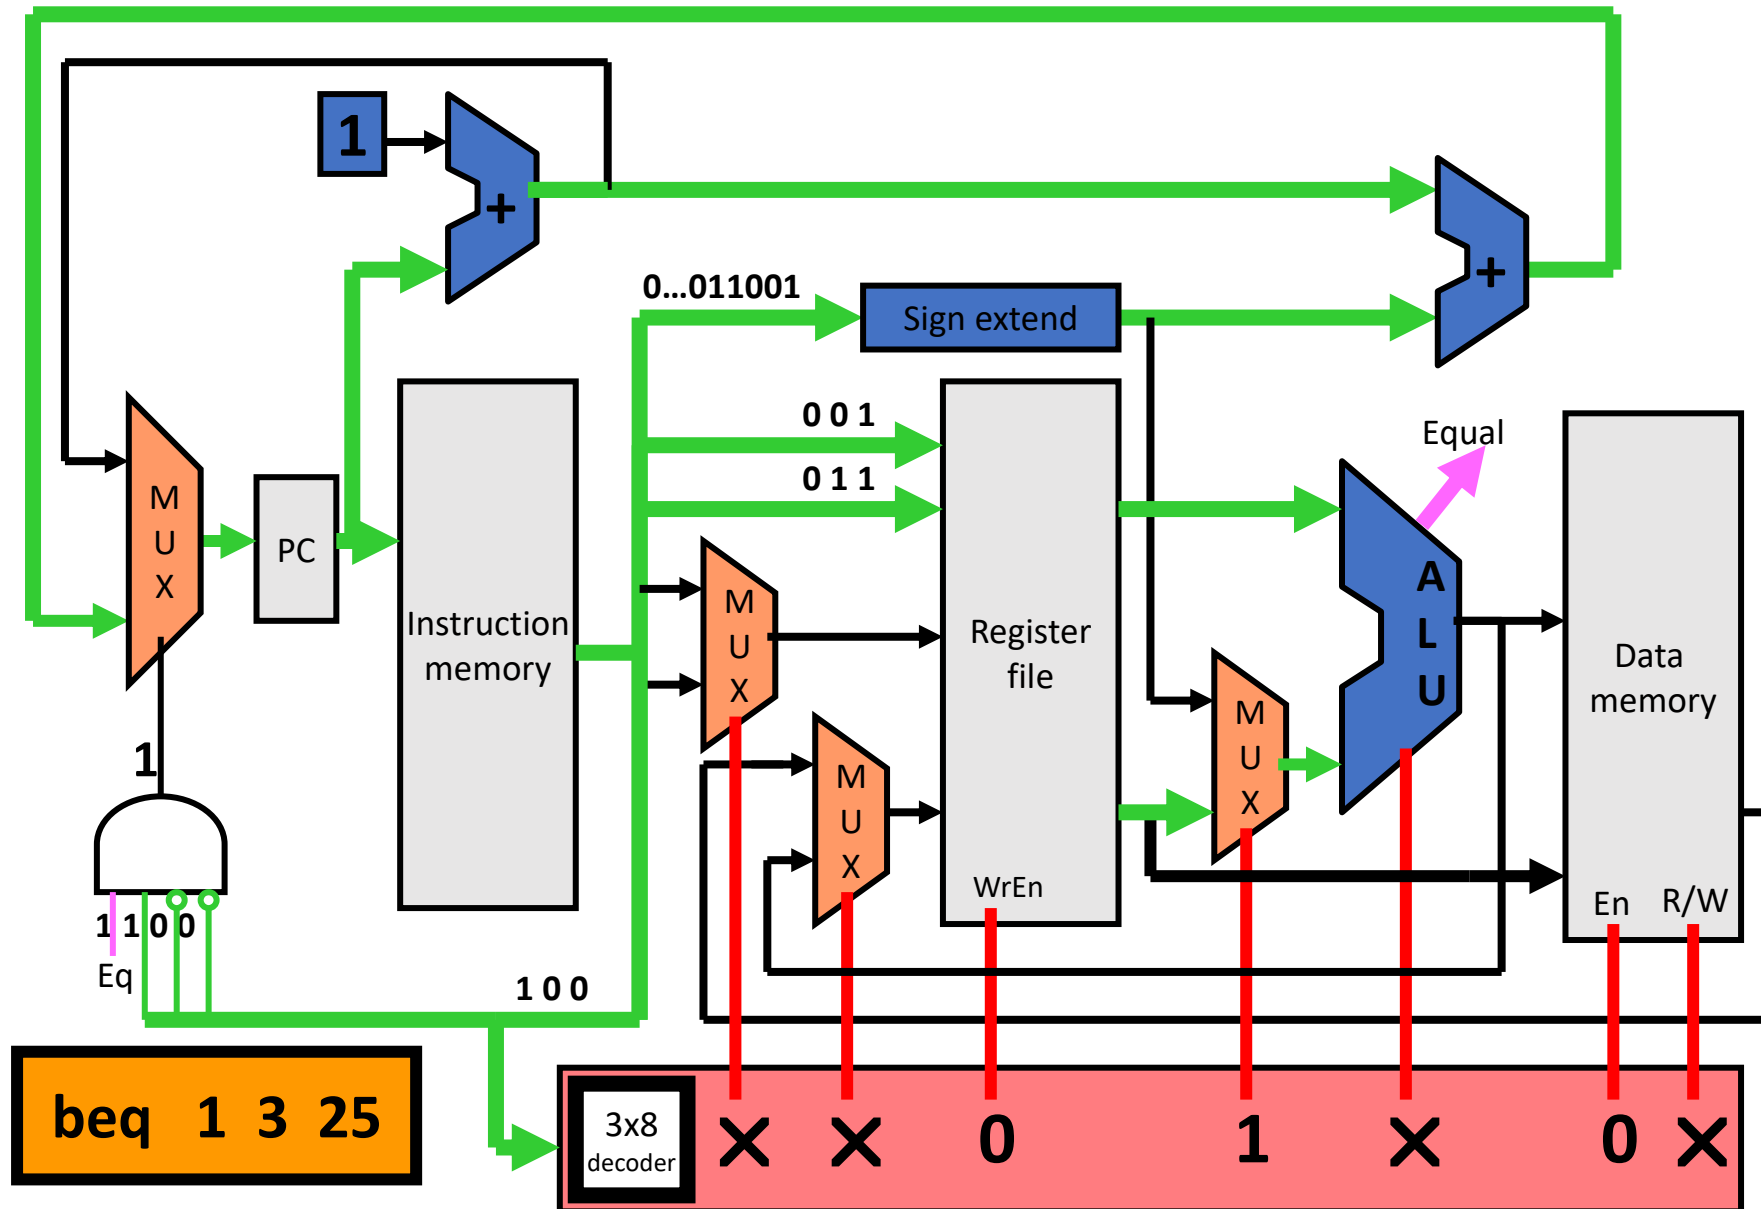 1
+
+
0...011001
Sign extend
0 0 1
0 1 1
Equal
M
U
X
PC
Instruction
memory
M
U
X
Register
file
WrEn
M
U
X
M
U
X
A
L
U
Data
memory
En R/W
1
1 1 0 0
Eq
1 0 0
beq 1 3 25
3x8
decoder
X X 0 1 X 0 X